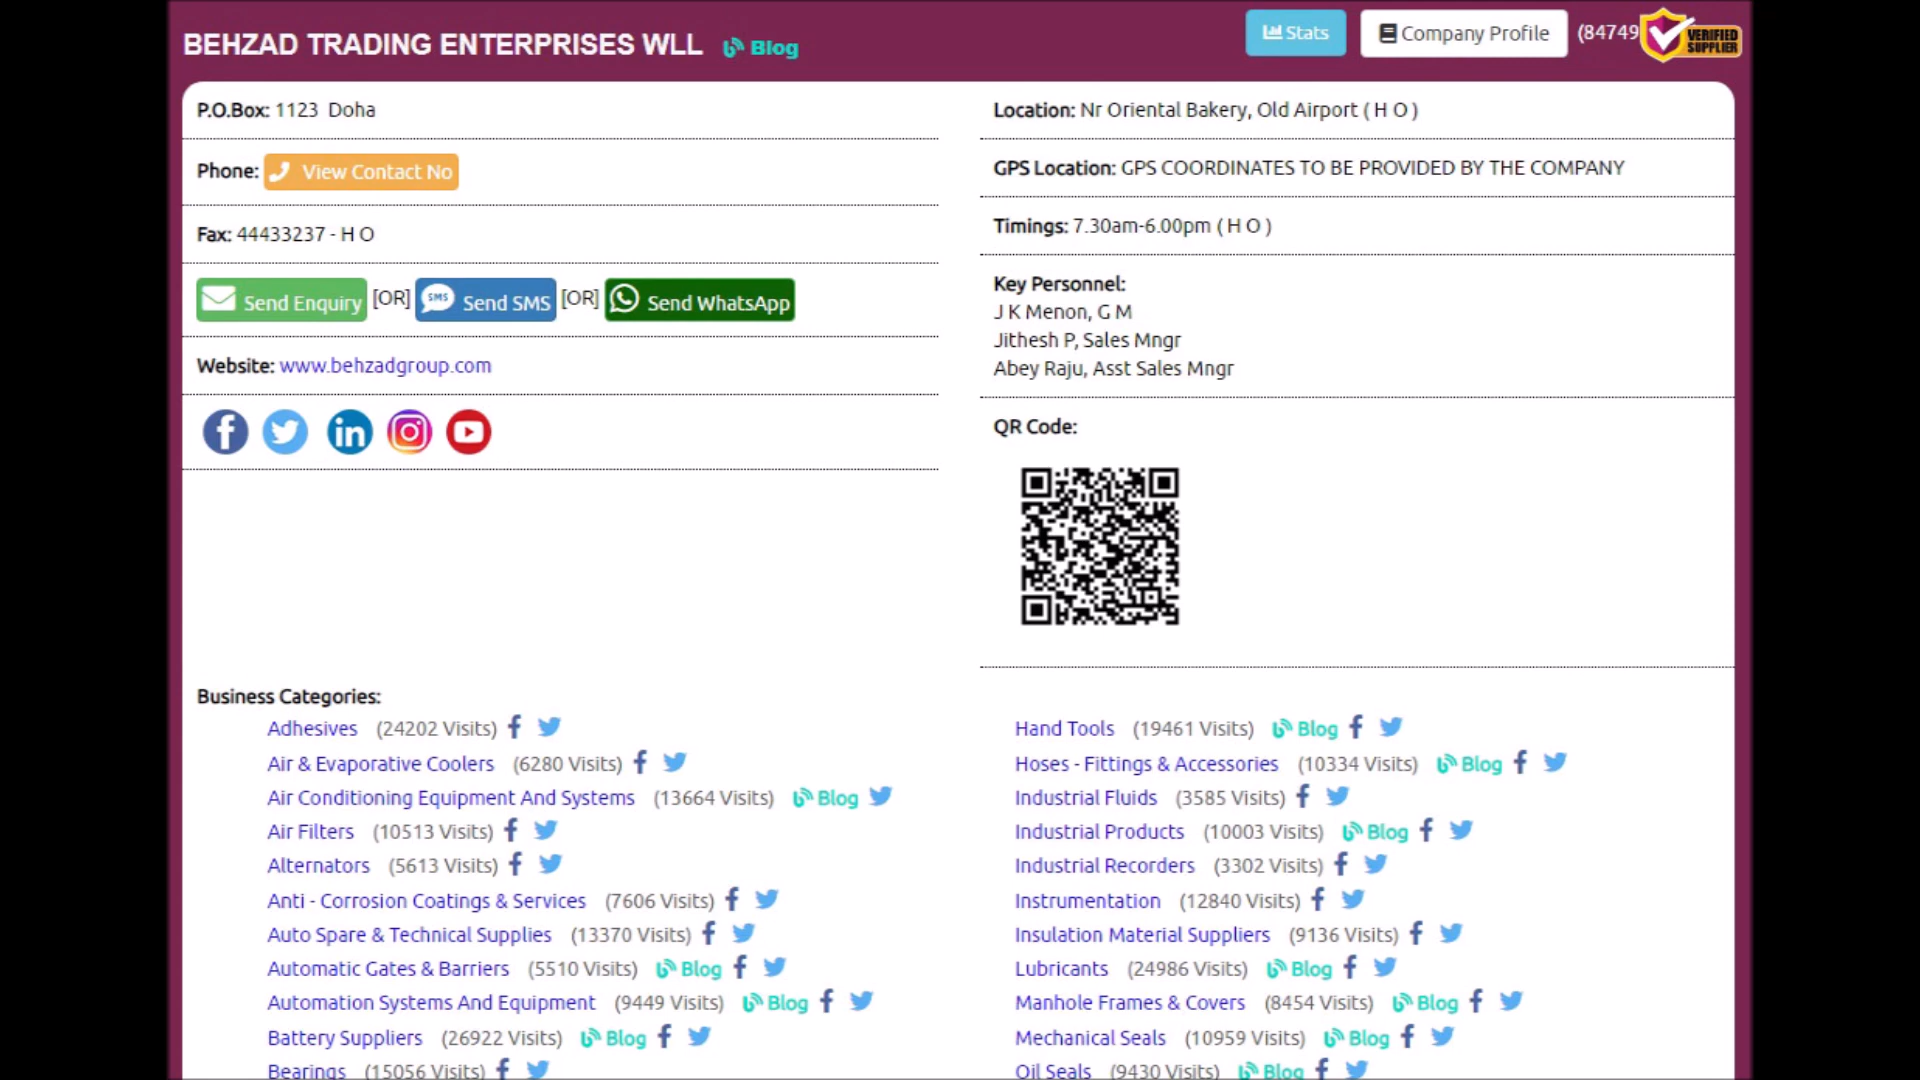 BEHZAD TRADING ENTERPRISES WLL Blog
Stats Company Profile (84749 VERIFIED SUPPLIER
P.O.Box: 1123 Doha
Phone: View Contact No
Fax: 44433237 - H O
Send Enquiry [OR] SMS Send SMS [OR] Send WhatsApp
Website: www.behzadgroup.com
Location: Nr Oriental Bakery, Old Airport ( H O )
GPS Location: GPS COORDINATES TO BE PROVIDED BY THE COMPANY
Timings: 7.30am-6.00pm ( H O )
Key Personnel:
J K Menon, G M
Jithesh P, Sales Mngr
Abey Raju, Asst Sales Mngr
QR Code:
Business Categories:
Adhesives (24202 Visits)
Air & Evaporative Coolers (6280 Visits)
Air Conditioning Equipment And Systems (13664 Visits) Blog
Air Filters (10513 Visits)
Alternators (5613 Visits)
Anti - Corrosion Coatings & Services (7606 Visits)
Auto Spare & Technical Supplies (13370 Visits)
Automatic Gates & Barriers (5510 Visits) Blog
Automation Systems And Equipment (9449 Visits) Blog
Battery Suppliers (26922 Visits) Blog
Bearings (15056 Visits)
Hand Tools (19461 Visits) Blog
Hoses - Fittings & Accessories (10334 Visits) Blog
Industrial Fluids (3585 Visits)
Industrial Products (10003 Visits) Blog
Industrial Recorders (3302 Visits)
Instrumentation (12840 Visits)
Insulation Material Suppliers (9136 Visits)
Lubricants (24986 Visits) Blog
Manhole Frames & Covers (8454 Visits) Blog
Mechanical Seals (10959 Visits) Blog
Oil Seals (9430 Visits) Blog